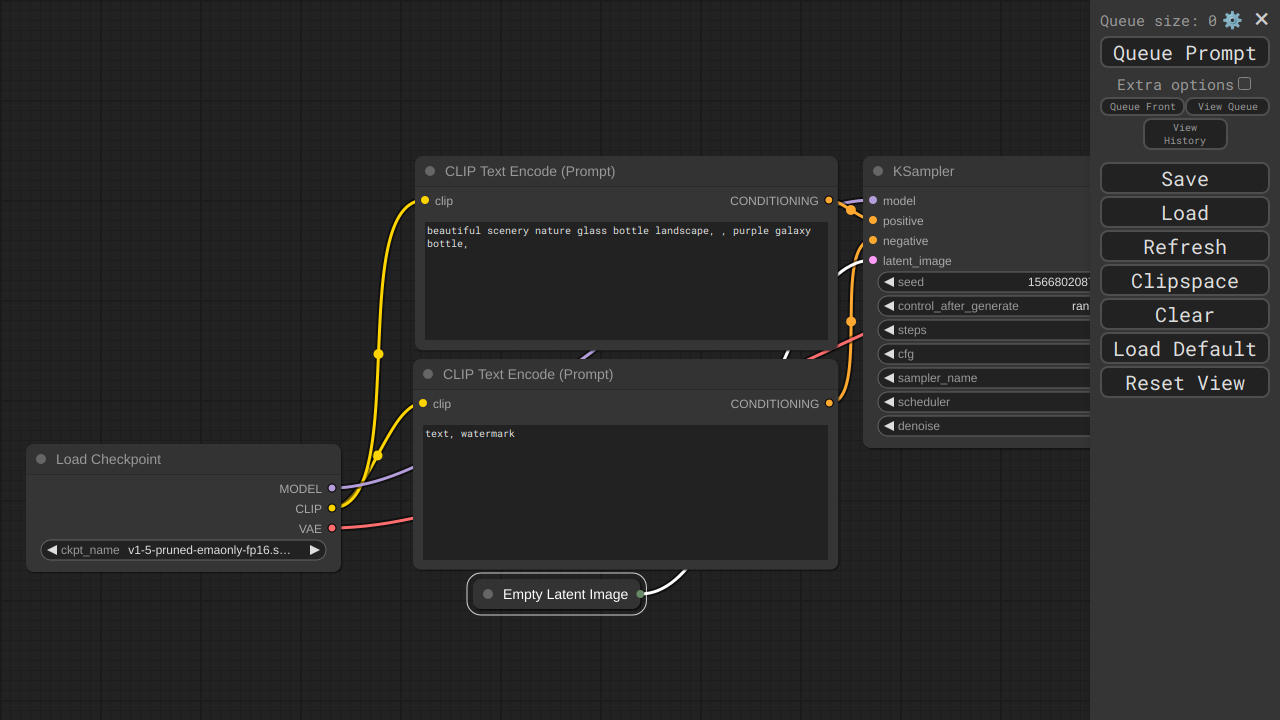 Queue size: 0
Queue Prompt
Extra options
Queue Front
View Queue
View
History
Save
Load
Refresh
Clipspace
Clear
Load Default
Reset View
CLIP Text Encode (Prompt)
clip
CONDITIONING
beautiful scenery nature glass bottle landscape, , purple galaxy
bottle,
KSampler
model
positive
negative
latent_image
seed
control_after_generate
steps
cfg
sampler_name
scheduler
denoise
CLIP Text Encode (Prompt)
clip
CONDITIONING
text, watermark
Load Checkpoint
MODEL
CLIP
VAE
ckpt_name v1-5-pruned-emaonly-fp16.s…
Empty Latent Image